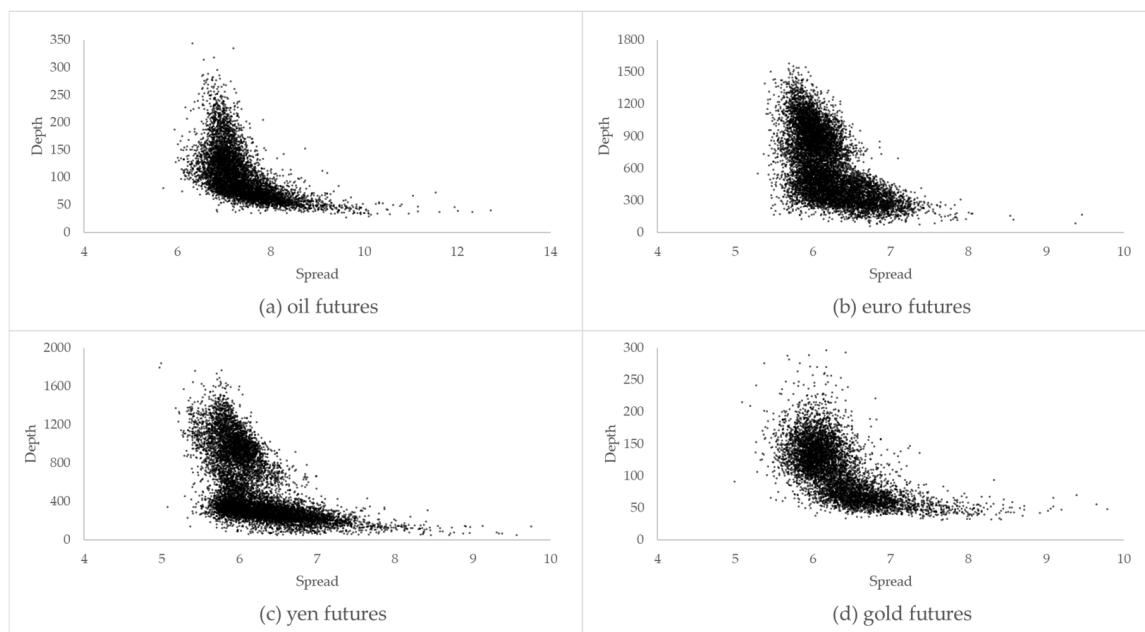 350
300
250
200
150
100
50
0
Depth
4 6 8 10 12 14
Spread
(a) oil futures
1800
1500
1200
900
600
300
0
Depth
4 5 6 7 8 9 10
Spread
(b) euro futures
2000
1600
1200
800
400
0
Depth
4 5 6 7 8 9 10
Spread
(c) yen futures
300
250
200
150
100
50
0
Depth
4 5 6 7 8 9 10
Spread
(d) gold futures